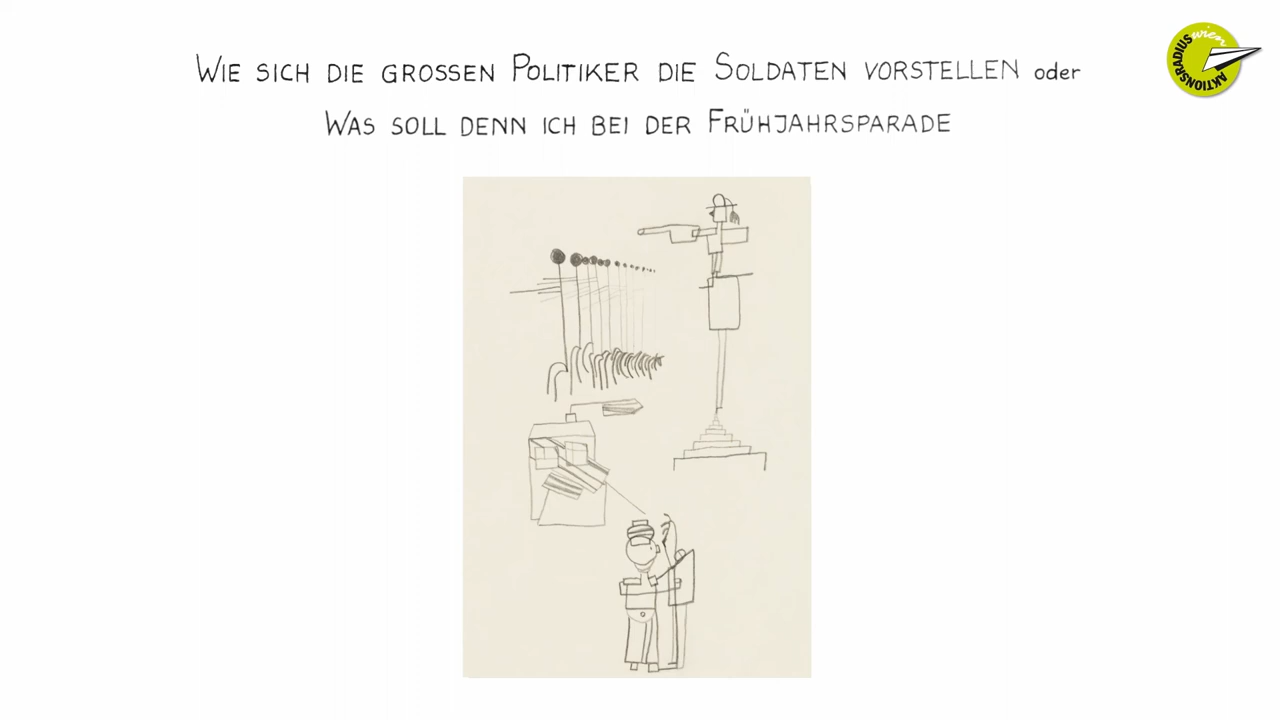 WIE SICH DIE GROSSEN POLITIKER DIE SOLDATEN VORSTELLEN oder
WAS SOLL DENN ICH BEI DER FRÜHJAHRSPARADE
AKTIONSRADIUS wien